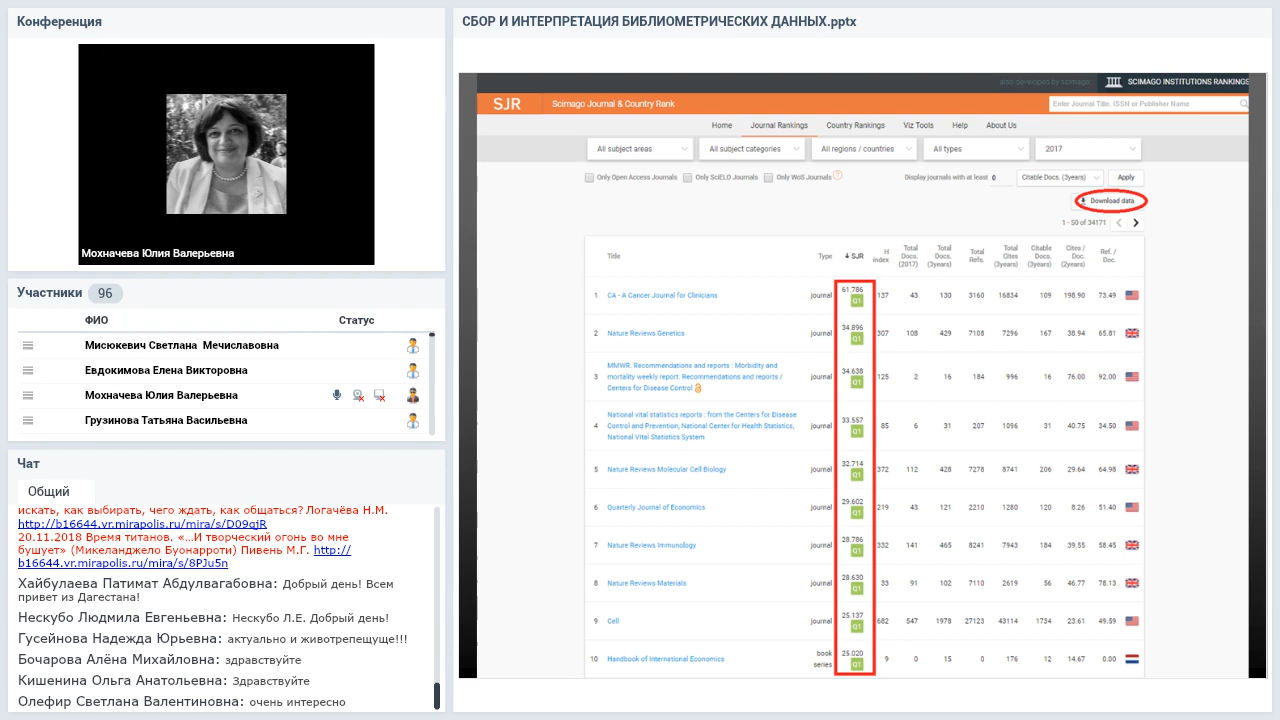 Конференция
Мохначева Юлия Валерьевна
Участники 96
ФИО Статус
Мисюкевич Светлана Мечиславовна
Евдокимова Елена Викторовна
Мохначева Юлия Валерьевна
Грузинова Татьяна Васильевна
Чат
Общий
искать, как выбирать, чего ждать, как общаться? Логачёва Н.М.
http://b16644.vr.mirapolis.ru/mira/s/D09qjR
20.11.2018 Время титанов. «...И творческий огонь во мне
бушует» (Микеланджело Буонарроти) Пивень М.Г. http://
b16644.vr.mirapolis.ru/mira/s/8PJu5n
Хайбулаева Патимат Абдулвагабовна: Добрый день! Всем
привет из Дагестана!
Нескубо Людмила Евгеньевна: Нескубо Л.Е. Добрый день!
Гусейнова Надежда Юрьевна: актуально и животрепещуще!!!
Бочарова Алёна Михайловна: здравствуйте
Кишенина Ольга Анатольевна: Здравствуйте
Олефир Светлана Валентиновна: очень интересно
СБОР И ИНТЕРПРЕТАЦИЯ БИБЛИОМЕТРИЧЕСКИХ ДАННЫХ.pptx
also developed by scimago: SCIMAGO INSTITUTIONS RANKINGS
SJR Scimago Journal & Country Rank Enter Journal Title, ISSN or Publisher Name
Home Journal Rankings Country Rankings Viz Tools Help About Us
All subject areas All subject categories All regions / countries All types 2017
Only Open Access Journals Only SciELO Journals Only WoS Journals ? Display journals with at least 0 Citable Docs. (3years) Apply
Download data
1 - 50 of 34171
Title Type SJR H index Total Docs. (2017) Total Docs. (3years) Total Refs. Total Cites (3years) Citable Docs. (3years) Cites / Doc. (2years) Ref. / Doc.
1 CA - A Cancer Journal for Clinicians journal 61.786 Q1 137 43 130 3160 16834 109 198.90 73.49
2 Nature Reviews Genetics journal 34.896 Q1 307 108 429 7108 7296 167 38.94 65.81
3 MMWR. Recommendations and reports : Morbidity and
mortality weekly report. Recommendations and reports /
Centers for Disease Control journal 34.638 Q1 125 2 16 184 996 16 76.00 92.00
4 National vital statistics reports : from the Centers for Disease
Control and Prevention, National Center for Health Statistics,
National Vital Statistics System journal 33.557 Q1 85 6 31 207 1096 31 40.75 34.50
5 Nature Reviews Molecular Cell Biology journal 32.714 Q1 372 112 428 7278 8741 206 29.64 64.98
6 Quarterly Journal of Economics journal 29.602 Q1 219 43 121 2210 1280 120 8.26 51.40
7 Nature Reviews Immunology journal 28.786 Q1 332 141 465 8241 7943 184 39.55 58.45
8 Nature Reviews Materials journal 28.630 Q1 33 91 102 7110 2619 56 46.77 78.13
9 Cell journal 25.137 Q1 682 547 1978 27123 43114 1734 23.61 49.59
10 Handbook of International Economics book series 25.020 Q1 9 0 15 0 176 12 14.67 0.00